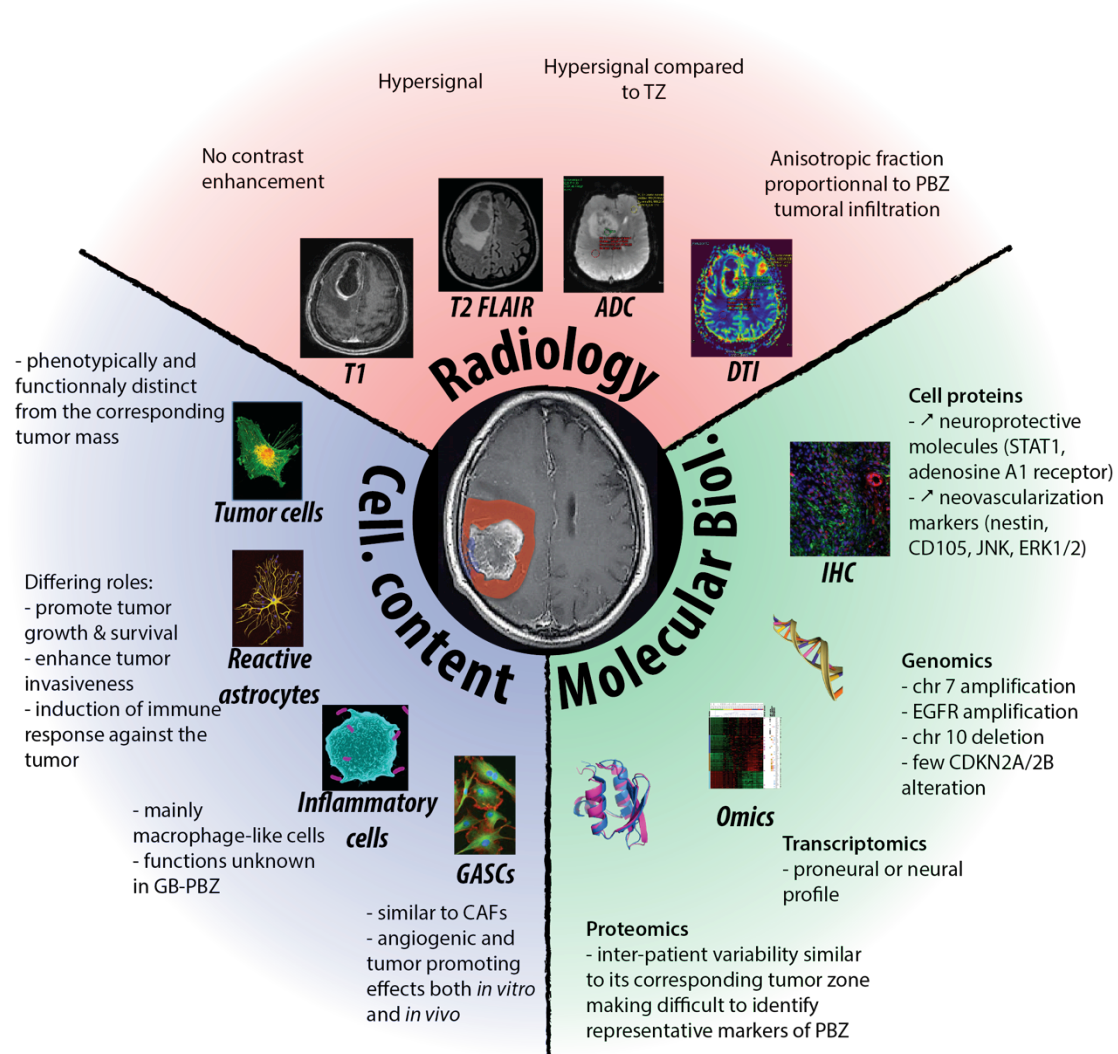 Hypersignal
Hypersignal compared
to TZ
No contrast
enhancement
Anisotropic fraction
proportionnal to PBZ
tumoral infiltration
T1
T2 FLAIR
ADC
DTI
Radiology
- phenotypically and
functionnaly distinct
from the corresponding
tumor mass
Tumor cells
Differing roles:
- promote tumor
growth & survival
- enhance tumor
invasiveness
- induction of immune
response against the
tumor
Reactive
astrocytes
- mainly
macrophage-like cells
- functions unknown
in GB-PBZ
Inflammatory
cells
GASCs
- similar to CAFs
- angiogenic and
tumor promoting
effects both in vitro
and in vivo
Cell. content
Molecular Biol.
Cell proteins
- ↗ neuroprotective
molecules (STAT1,
adenosine A1 receptor)
- ↗ neovascularization
markers (nestin,
CD105, JNK, ERK1/2)
IHC
Genomics
- chr 7 amplification
- EGFR amplification
- chr 10 deletion
- few CDKN2A/2B
alteration
Omics
Transcriptomics
- proneural or neural
profile
Proteomics
- inter-patient variability similar
to its corresponding tumor zone
making difficult to identify
representative markers of PBZ